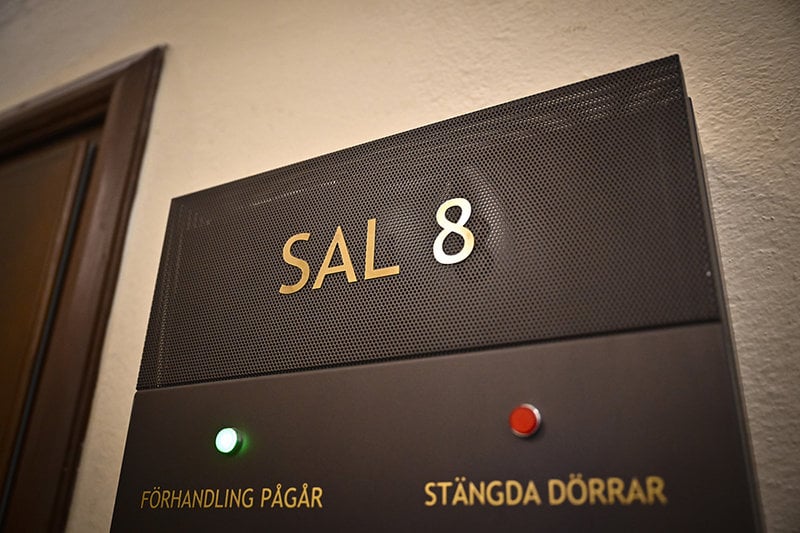 SAL 8
FÖRHANDLING PÅGÅR
STÄNGDA DÖRRAR